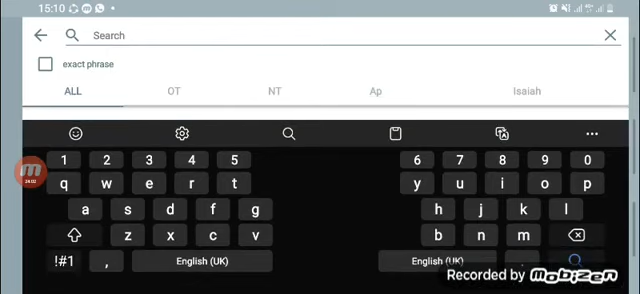 15:10
Search
exact phrase
ALL OT NT Ap Isaiah
1 2 3 4 5 6 7 8 9 0
q w e r t y u i o p
a s d f g h j k l
z x c v b n m
!#1 , English (UK) English (UK) .
Recorded by Mobizen